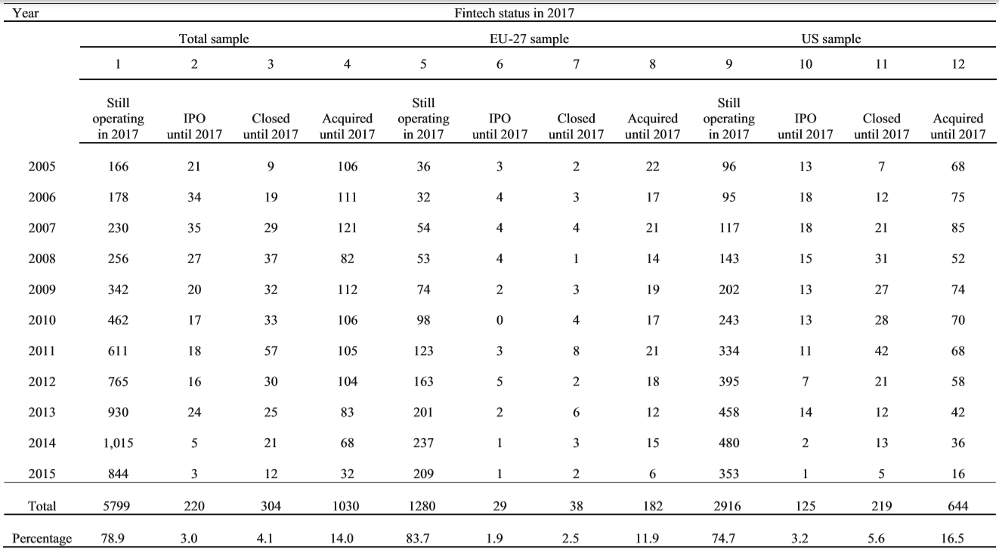 Year Fintech status in 2017
Total sample EU-27 sample US sample
1 2 3 4 5 6 7 8 9 10 11 12
Still Still Still
operating IPO Closed Acquired operating IPO Closed Acquired operating IPO Closed Acquired
in 2017 until 2017 until 2017 until 2017 in 2017 until 2017 until 2017 until 2017 in 2017 until 2017 until 2017 until 2017
2005 166 21 9 106 36 3 2 22 96 13 7 68
2006 178 34 19 111 32 4 3 17 95 18 12 75
2007 230 35 29 121 54 4 4 21 117 18 21 85
2008 256 27 37 82 53 4 1 14 143 15 31 52
2009 342 20 32 112 74 2 3 19 202 13 27 74
2010 462 17 33 106 98 0 4 17 243 13 28 70
2011 611 18 57 105 123 3 8 21 334 11 42 68
2012 765 16 30 104 163 5 2 18 395 7 21 58
2013 930 24 25 83 201 2 6 12 458 14 12 42
2014 1,015 5 21 68 237 1 3 15 480 2 13 36
2015 844 3 12 32 209 1 2 6 353 1 5 16
Total 5799 220 304 1030 1280 29 38 182 2916 125 219 644
Percentage 78.9 3.0 4.1 14.0 83.7 1.9 2.5 11.9 74.7 3.2 5.6 16.5